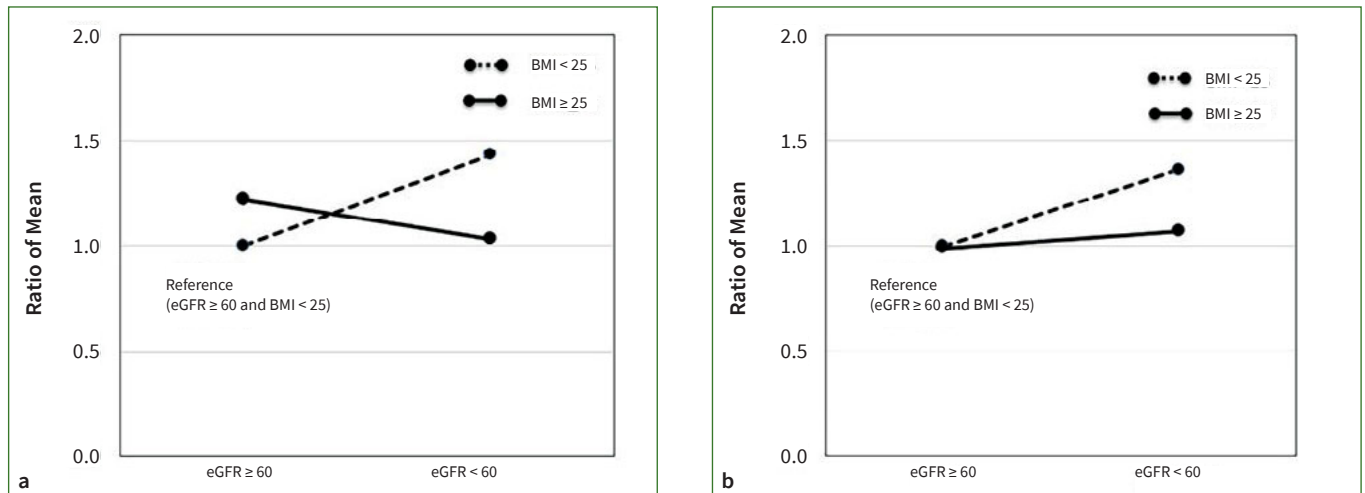 2.0
1.5
1.0
0.5
0.0
Ratio of Mean
BMI < 25
BMI ≥ 25
Reference
(eGFR ≥ 60 and BMI < 25)
eGFR ≥ 60
eGFR < 60
a
2.0
1.5
1.0
0.5
0.0
Ratio of Mean
BMI < 25
BMI ≥ 25
Reference
(eGFR ≥ 60 and BMI < 25)
eGFR ≥ 60
eGFR < 60
b